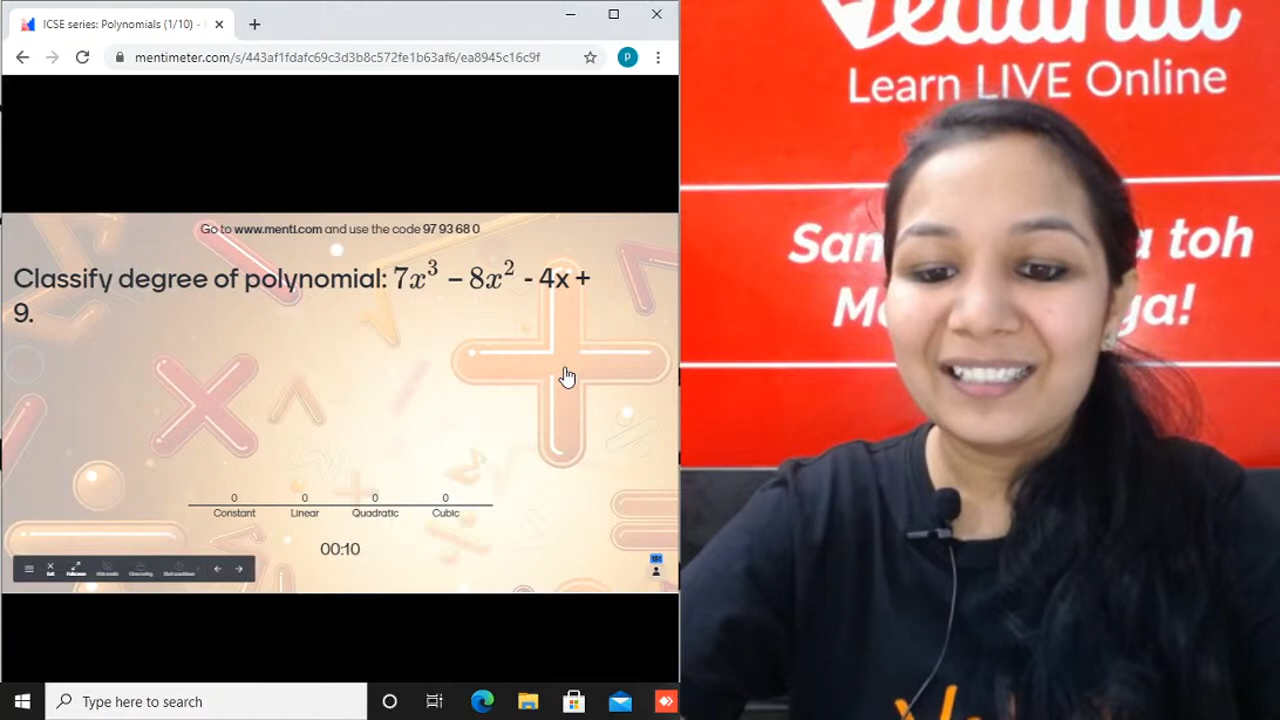 ICSE series: Polynomials (1/10) -
mentimeter.com/s/443af1fdafc69c3d3b8c572fe1b63af6/ea8945c16c9f
P
Go to www.menti.com and use the code 97 93 68 0
Classify degree of polynomial: 7x³ – 8x² - 4x +
9.
0 0 0 0
Constant Linear Quadratic Cubic
00:10
Type here to search
Learn LIVE Online
a toh
ya!